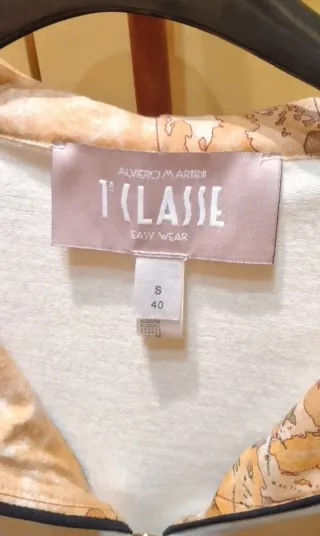 ALVIERO MARTINI
1ª CLASSE
EASY WEAR
S
40